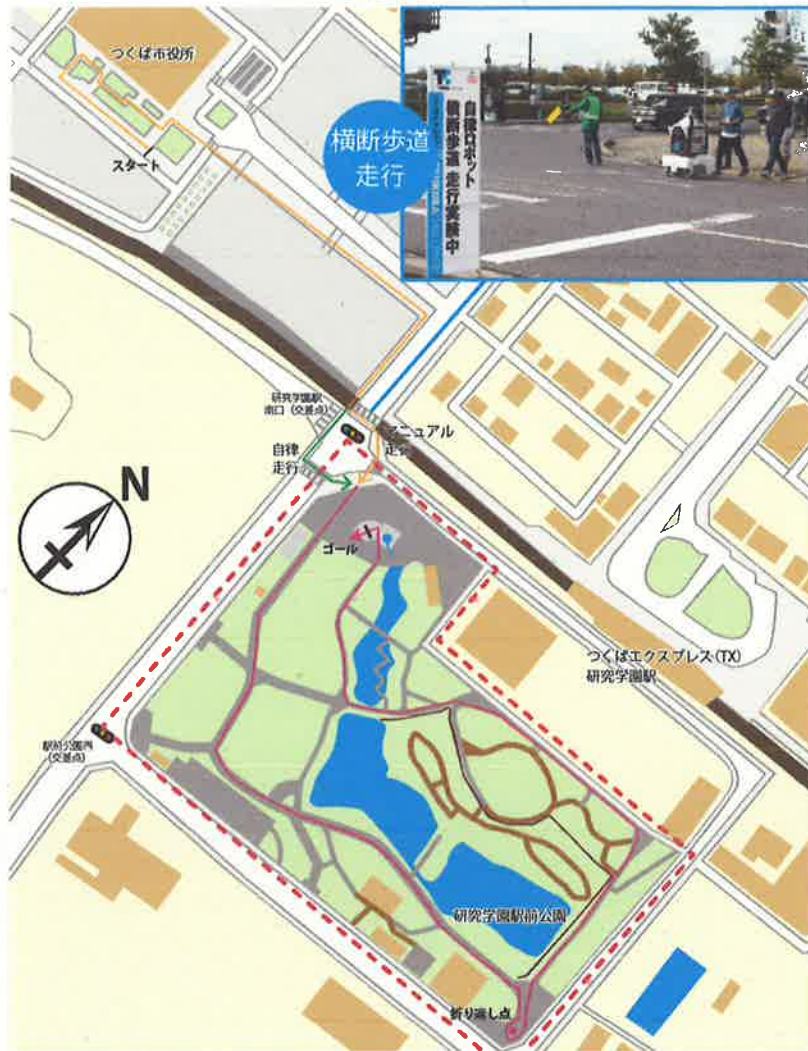 つくば市役所
スタート
横断歩道
走行
自律ロボット
横断歩道 走行実験中
研究学園駅
南口（交差点）
マニュアル
自律
走行
N
ゴール
つくばエクスプレス(TX)
研究学園駅
駅前公園西
(交差点)
研究学園駅前公園
折り返し点